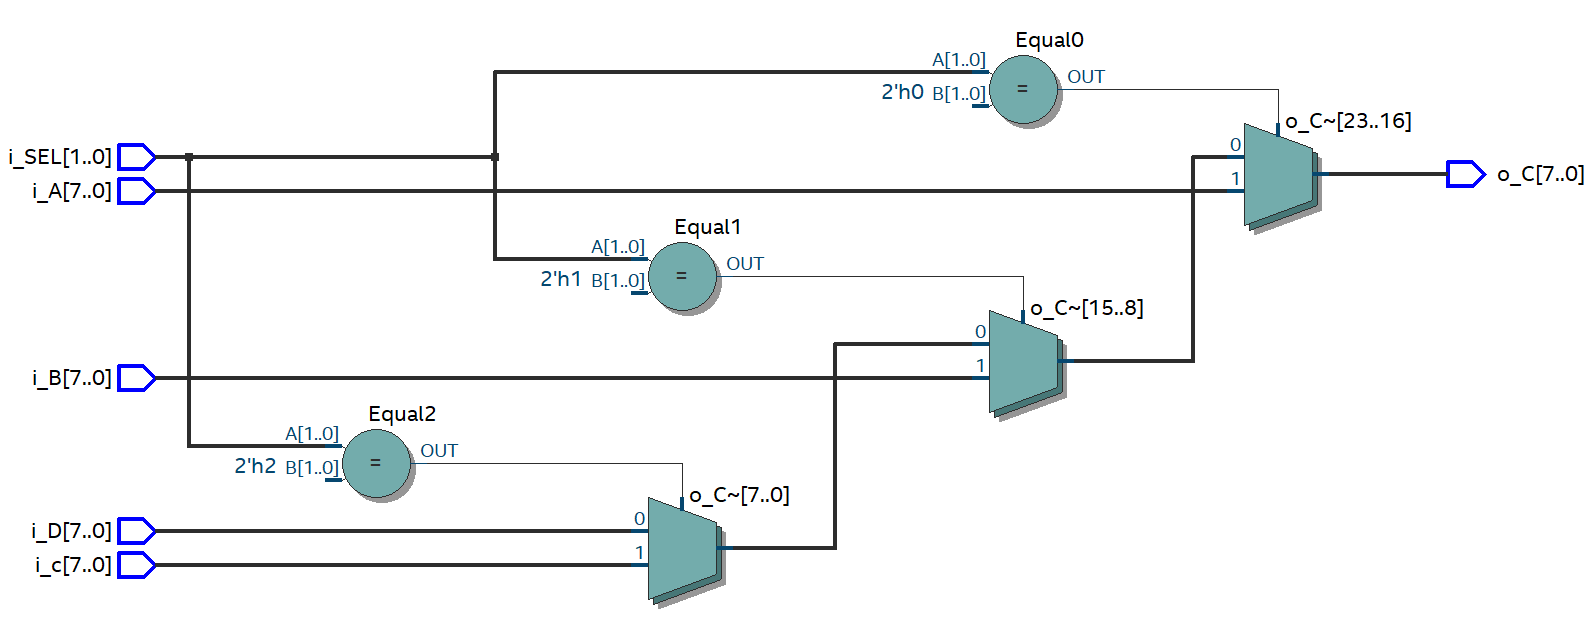 Equal0
A[1..0]
OUT
2'h0 B[1..0]
=
o_C~[23..16]
0
i_SEL[1..0]
i_A[7..0]
1
o_C[7..0]
Equal1
A[1..0]
OUT
2'h1 B[1..0]
=
o_C~[15..8]
0
1
i_B[7..0]
Equal2
A[1..0]
OUT
2'h2 B[1..0]
=
o_C~[7..0]
0
i_D[7..0]
1
i_c[7..0]